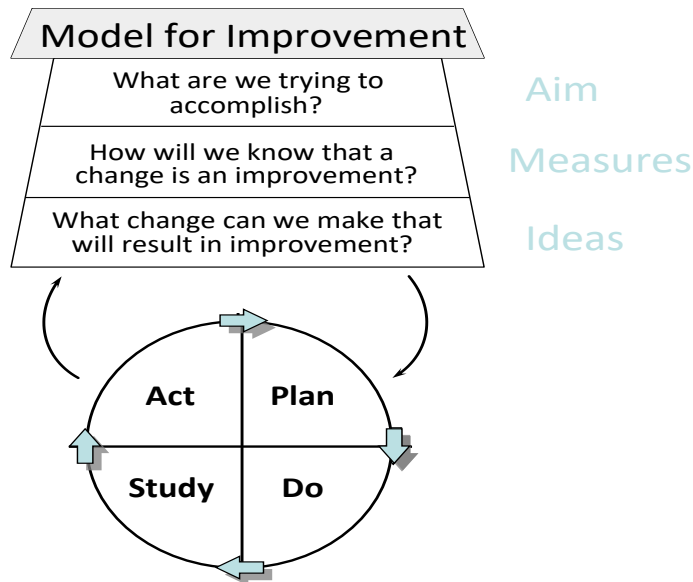 Model for Improvement
What are we trying to
accomplish?
Aim
How will we know that a
change is an improvement?
Measures
What change can we make that
will result in improvement?
Ideas
Act
Plan
Study
Do